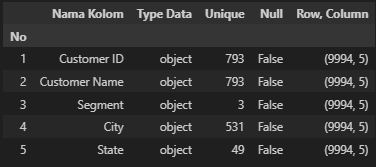 Nama Kolom Type Data Unique Null Row, Column
No
1 Customer ID object 793 False (9994, 5)
2 Customer Name object 793 False (9994, 5)
3 Segment object 3 False (9994, 5)
4 City object 531 False (9994, 5)
5 State object 49 False (9994, 5)